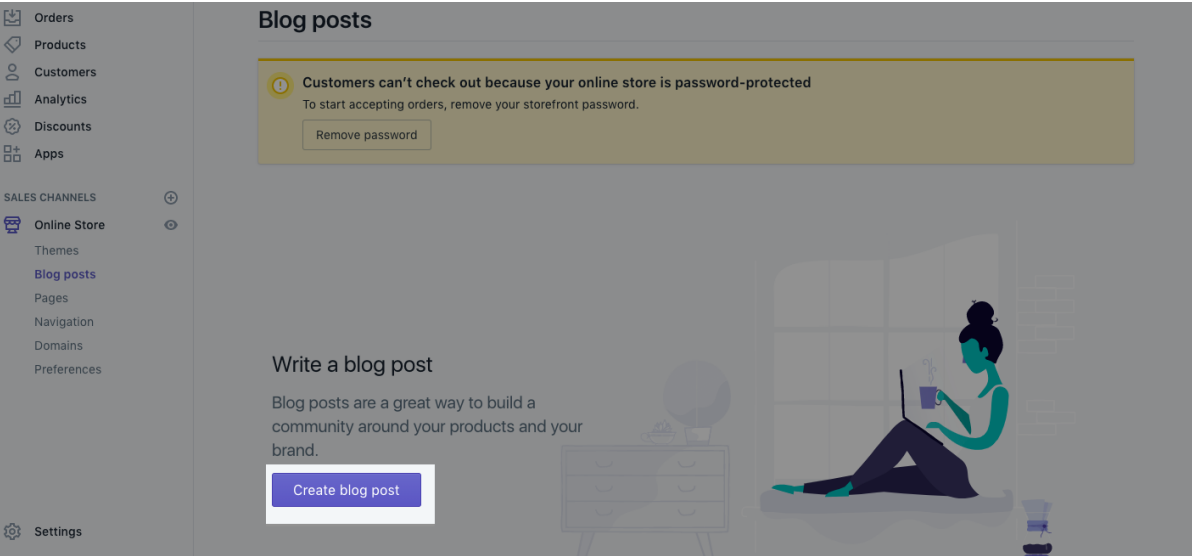 Orders
Products
Customers
Analytics
Discounts
Apps
SALES CHANNELS
Online Store
Themes
Blog posts
Pages
Navigation
Domains
Preferences
Settings
Blog posts
Customers can't check out because your online store is password-protected
To start accepting orders, remove your storefront password.
Remove password
Write a blog post
Blog posts are a great way to build a
community around your products and your
brand.
Create blog post